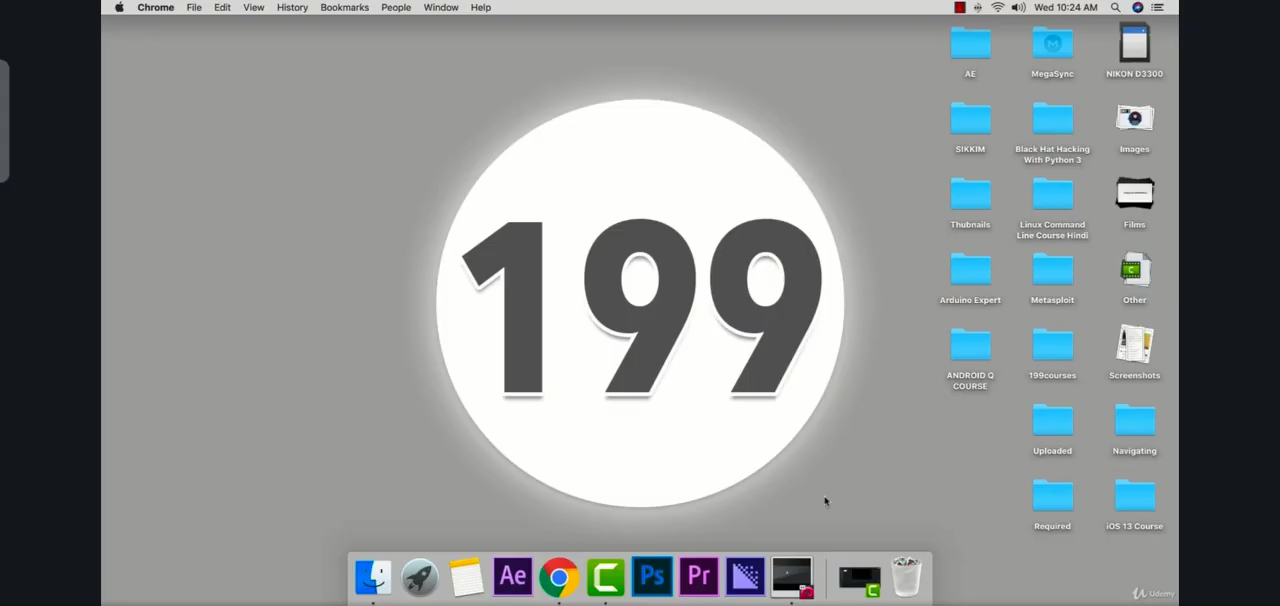 Chrome File Edit View History Bookmarks People Window Help Wed 10:24 AM
AE MegaSync NIKON D3300
SIKKIM Black Hat Hacking With Python 3 Images
Thubnails Linux Command Line Course Hindi Films
Arduino Expert Metasploit Other
ANDROID Q COURSE 199courses Screenshots
Uploaded Navigating
Required iOS 13 Course
199
Ae Ps Pr
Udemy